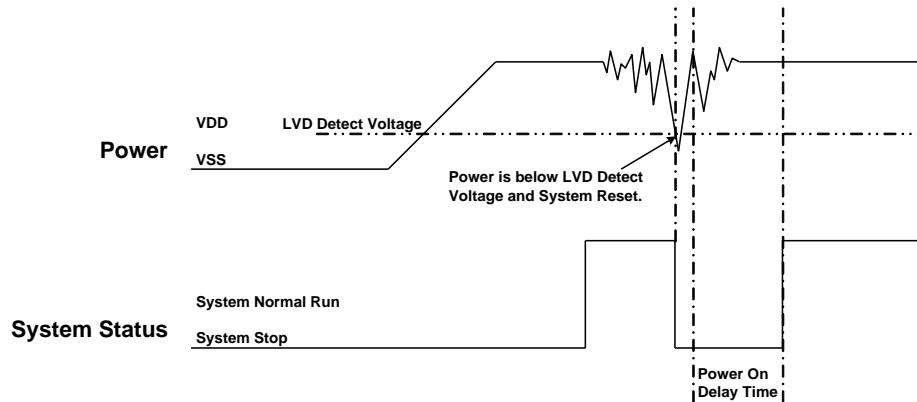 VDD
LVD Detect Voltage
Power
VSS
Power is below LVD Detect
Voltage and System Reset.
System Normal Run
System Status
System Stop
Power On
Delay Time